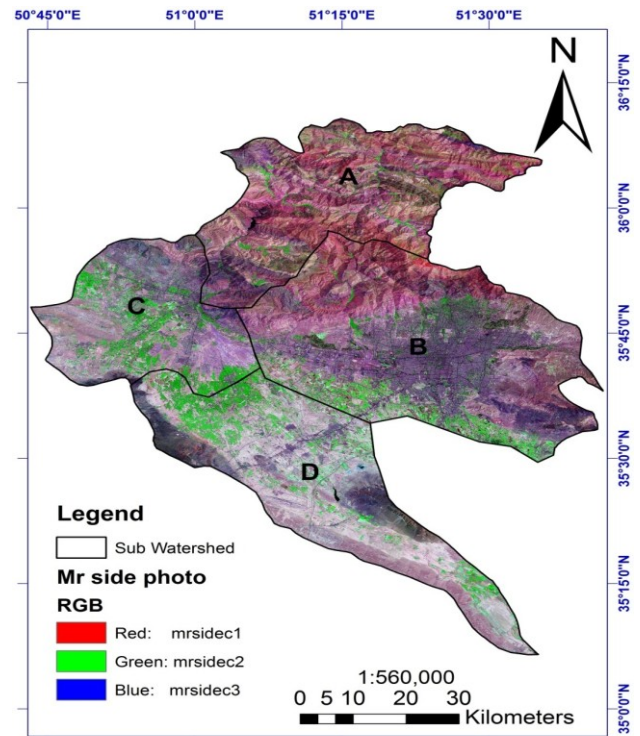 50°45'0"E 51°0'0"E 51°15'0"E 51°30'0"E
N
36°15'0"N
A
36°0'0"N
C
B
35°45'0"N
D
35°30'0"N
Legend
Sub Watershed
Mr side photo
RGB
35°15'0"N
Red: mrsidec1
Green: mrsidec2
Blue: mrsidec3
1:560,000
0 5 10 20 30
Kilometers
35°0'0"N